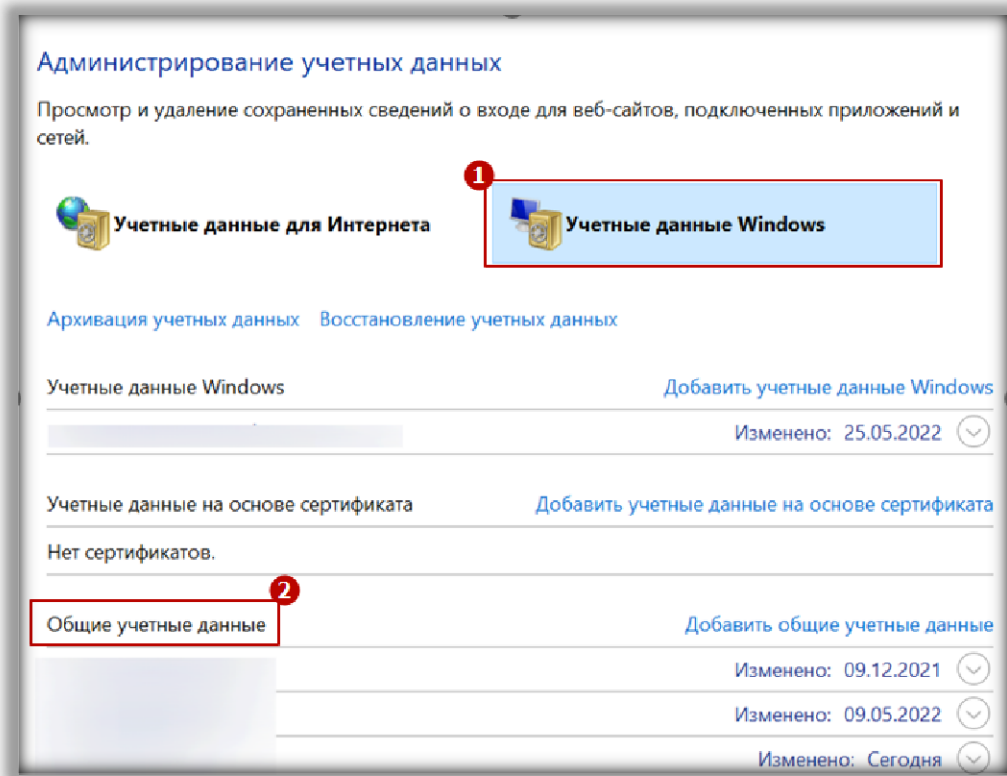 Администрирование учетных данных
Просмотр и удаление сохраненных сведений о входе для веб-сайтов, подключенных приложений и
сетей.
1
Учетные данные для Интернета Учетные данные Windows
Архивация учетных данных Восстановление учетных данных
Учетные данные Windows Добавить учетные данные Windows
Изменено: 25.05.2022
Учетные данные на основе сертификата Добавить учетные данные на основе сертификата
Нет сертификатов.
2
Общие учетные данные Добавить общие учетные данные
Изменено: 09.12.2021
Изменено: 09.05.2022
Изменено: Сегодня